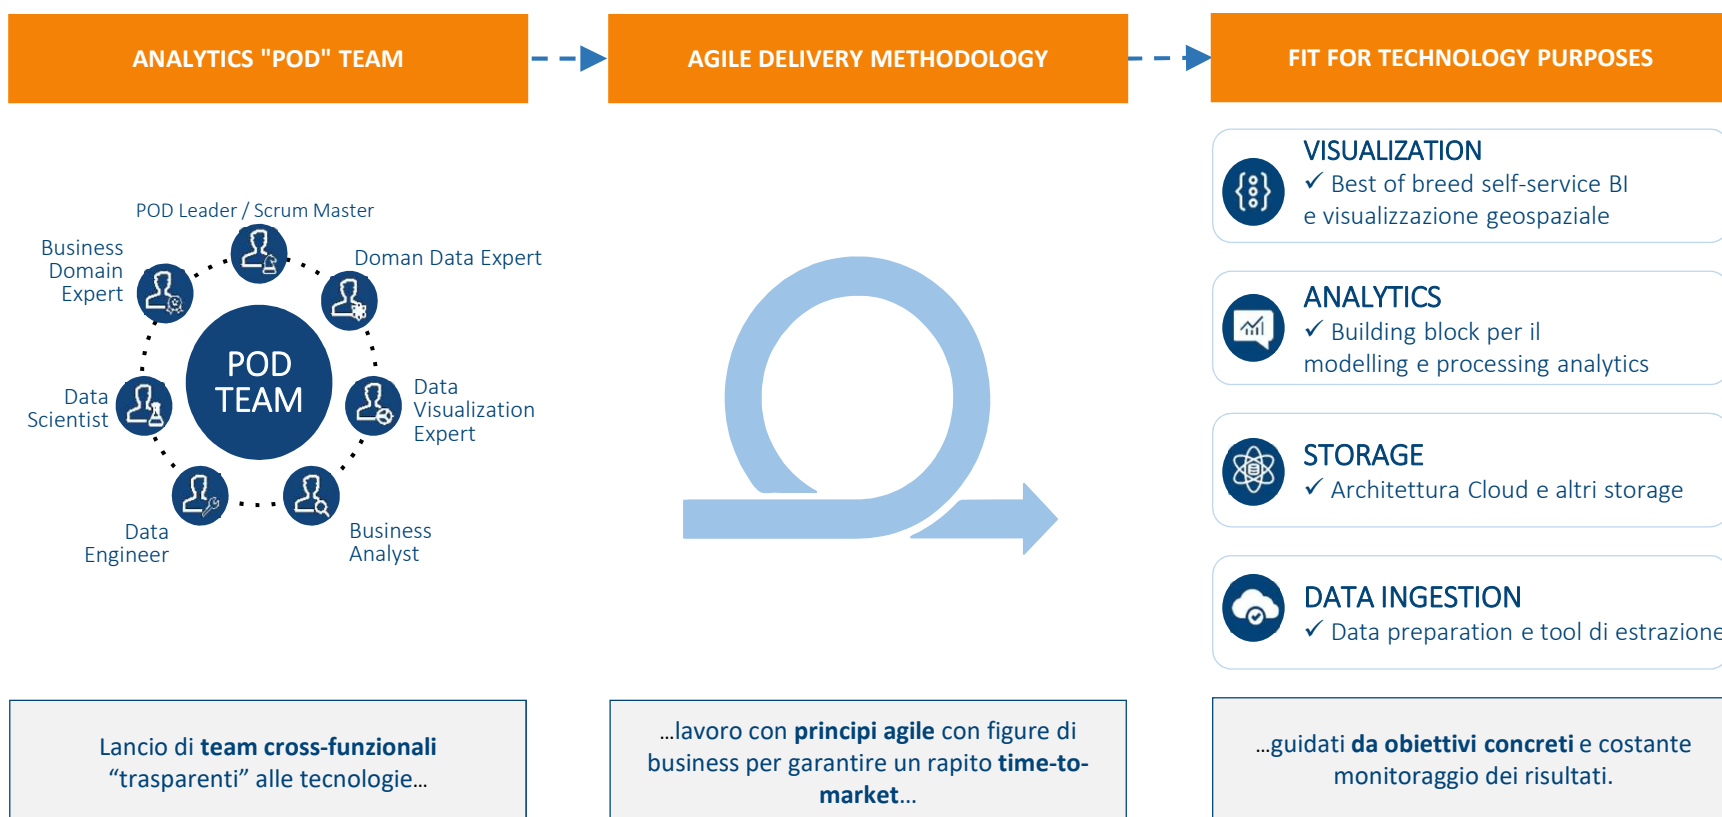 ANALYTICS "POD" TEAM
AGILE DELIVERY METHODOLOGY
FIT FOR TECHNOLOGY PURPOSES
POD Leader / Scrum Master
Business
Domain
Expert
Doman Data Expert
POD
TEAM
Data
Scientist
Data
Visualization
Expert
Data
Engineer
Business
Analyst
VISUALIZATION
✓ Best of breed self-service BI
e visualizzazione geospaziale
ANALYTICS
✓ Building block per il
modelling e processing analytics
STORAGE
✓ Architettura Cloud e altri storage
DATA INGESTION
✓ Data preparation e tool di estrazione
Lancio di team cross-funzionali
“trasparenti” alle tecnologie…
…lavoro con principi agile con figure di
business per garantire un rapito time-to-
market…
…guidati da obiettivi concreti e costante
monitoraggio dei risultati.